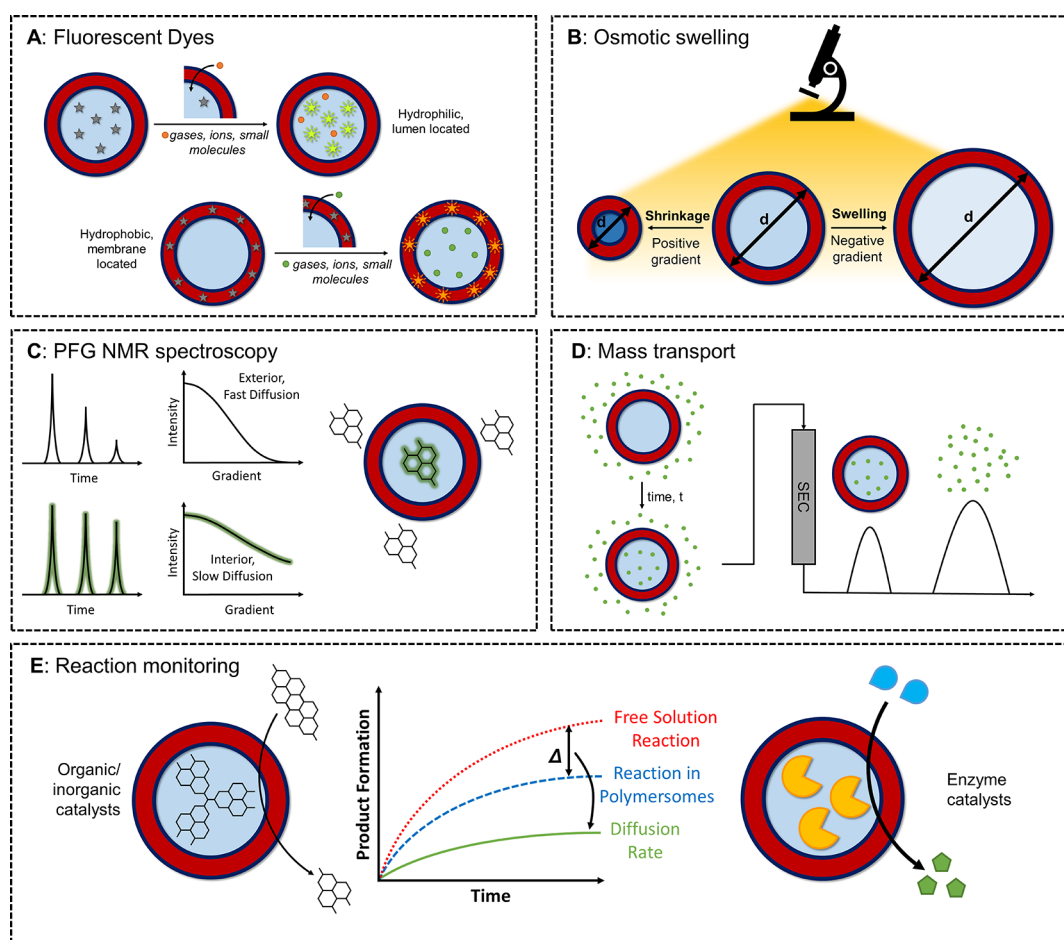 A: Fluorescent Dyes
gases, ions, small
molecules
Hydrophilic,
lumen located
Hydrophobic,
membrane
located
gases, ions, small
molecules
B: Osmotic swelling
d
Shrinkage
Positive
gradient
d
Swelling
Negative
gradient
d
C: PFG NMR spectroscopy
Time
Intensity
Exterior,
Fast Diffusion
Gradient
Time
Intensity
Interior,
Slow Diffusion
Gradient
D: Mass transport
time, t
SEC
E: Reaction monitoring
Organic/
inorganic
catalysts
Product Formation
Time
Δ
Free Solution
Reaction
Reaction in
Polymersomes
Diffusion
Rate
Enzyme
catalysts